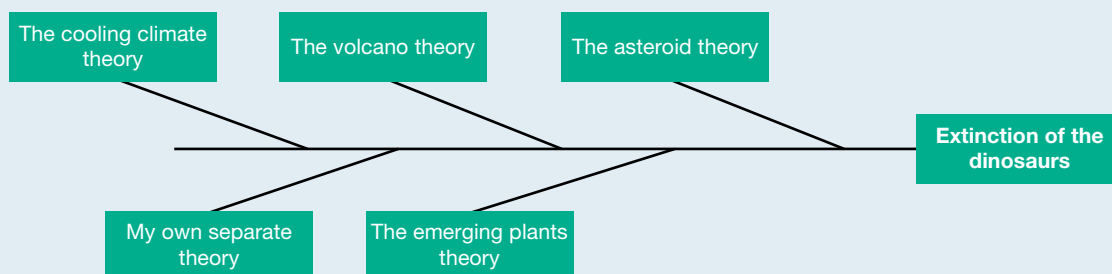 The cooling climate
theory
The volcano theory
The asteroid theory
Extinction of the
dinosaurs
My own separate
theory
The emerging plants
theory